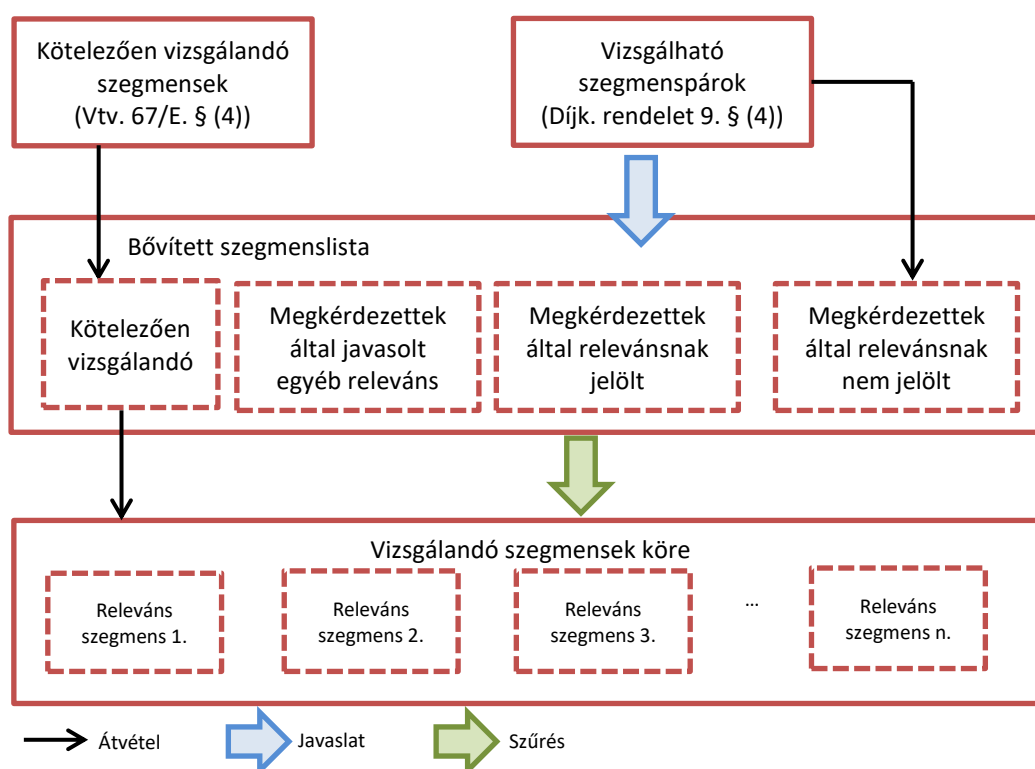 Kötelezően vizsgálandó
szegmensek
(Vtv. 67/E. § (4))
Vizsgálható
szegmenspárok
(Díjk. rendelet 9. § (4))
Bővített szegmenslista
Kötelezően
vizsgálandó
Megkérdezettek
által javasolt
egyéb releváns
Megkérdezettek
által relevánsnak
jelölt
Megkérdezettek
által relevánsnak
nem jelölt
Vizsgálandó szegmensek köre
Releváns
szegmens 1.
Releváns
szegmens 2.
Releváns
szegmens 3.
...
Releváns
szegmens n.
Átvétel
Javaslat
Szűrés